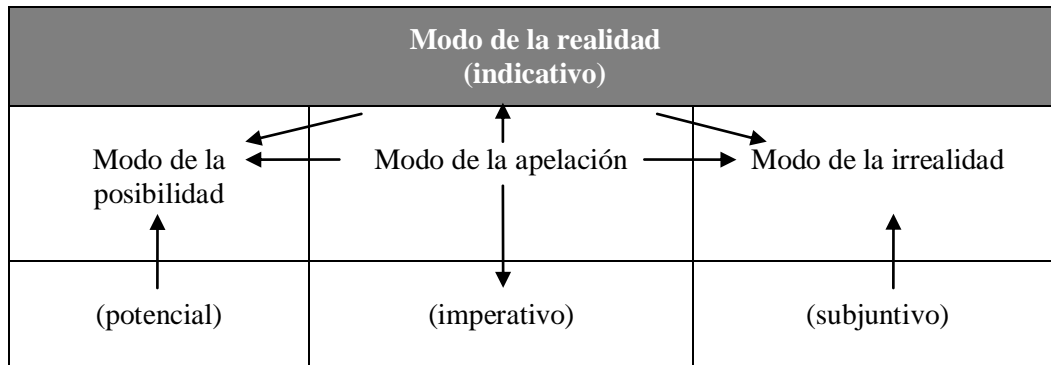 Modo de la realidad
(indicativo)
Modo de la
posibilidad
Modo de la apelación
Modo de la irrealidad
(potencial)
(imperativo)
(subjuntivo)